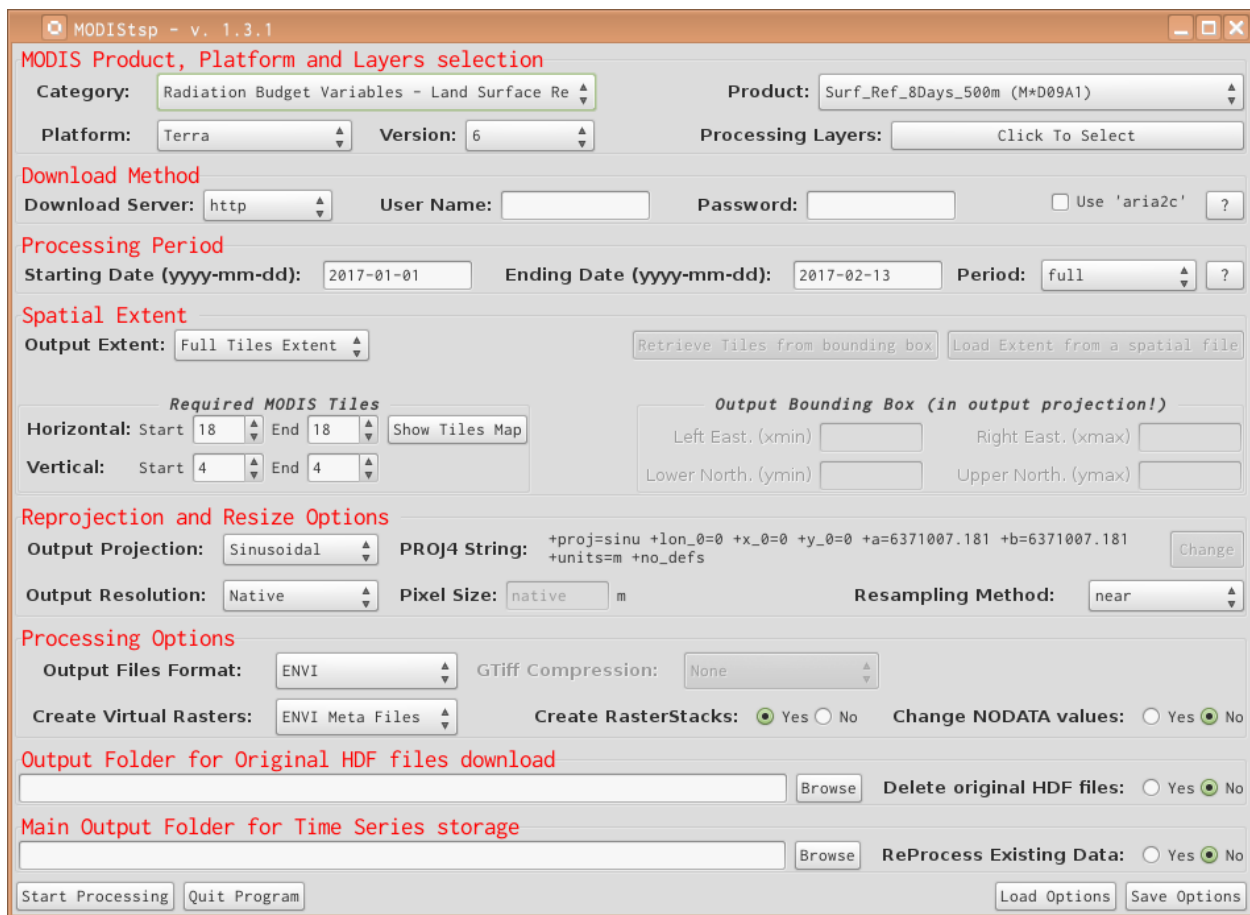 MODIStsp - v. 1.3.1
MODIS Product, Platform and Layers selection
Category: Radiation Budget Variables - Land Surface Re Product: Surf_Ref_8Days_500m (M*D09A1)
Platform: Terra Version: 6 Processing Layers: Click To Select
Download Method
Download Server: http User Name: Password: Use 'aria2c' ?
Processing Period
Starting Date (yyyy-mm-dd): 2017-01-01 Ending Date (yyyy-mm-dd): 2017-02-13 Period: full ?
Spatial Extent
Output Extent: Full Tiles Extent Retrieve Tiles from bounding box Load Extent from a spatial file
Required MODIS Tiles Output Bounding Box (in output projection!)
Horizontal: Start 18 End 18 Show Tiles Map Left East. (xmin) Right East. (xmax)
Vertical: Start 4 End 4 Lower North. (ymin) Upper North. (ymax)
Reprojection and Resize Options
Output Projection: Sinusoidal PROJ4 String: +proj=sinu +lon_0=0 +x_0=0 +y_0=0 +a=6371007.181 +b=6371007.181
+units=m +no_defs Change
Output Resolution: Native Pixel Size: native m Resampling Method: near
Processing Options
Output Files Format: ENVI GTiff Compression: None
Create Virtual Rasters: ENVI Meta Files Create RasterStacks: Yes No Change NODATA values: Yes No
Output Folder for Original HDF files download
Browse Delete original HDF files: Yes No
Main Output Folder for Time Series storage
Browse ReProcess Existing Data: Yes No
Start Processing Quit Program Load Options Save Options